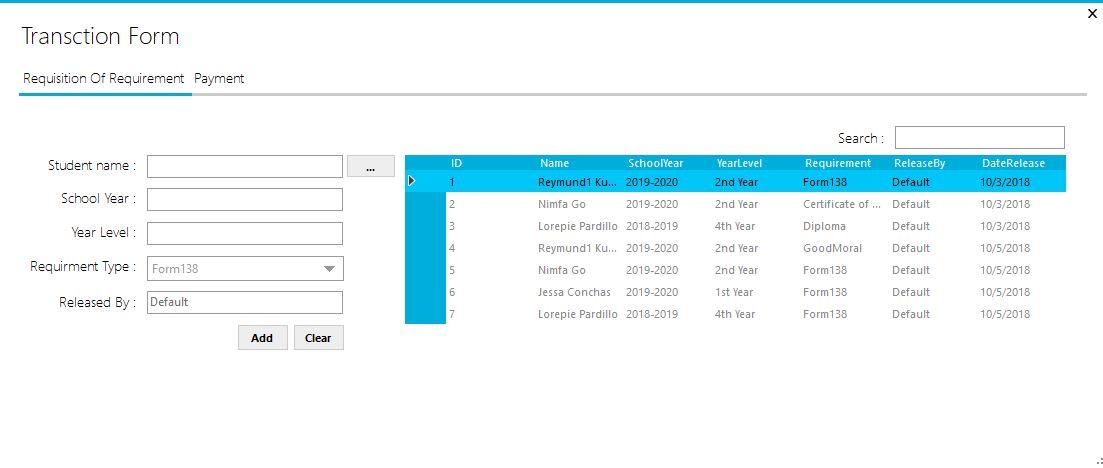 Transction Form
Requisition Of Requirement Payment
Search :
Student name : ...
School Year :
Year Level :
Requirment Type : Form138
Released By : Default
Add Clear
ID Name SchoolYear YearLevel Requirement ReleaseBy DateRelease
1 Reymund1 Ku... 2019-2020 2nd Year Form138 Default 10/3/2018
2 Nimfa Go 2019-2020 2nd Year Certificate of ... Default 10/3/2018
3 Lorepie Pardillo 2018-2019 4th Year Diploma Default 10/3/2018
4 Reymund1 Ku... 2019-2020 2nd Year GoodMoral Default 10/5/2018
5 Nimfa Go 2019-2020 2nd Year Form138 Default 10/5/2018
6 Jessa Conchas 2019-2020 1st Year Form138 Default 10/5/2018
7 Lorepie Pardillo 2018-2019 4th Year Form138 Default 10/5/2018